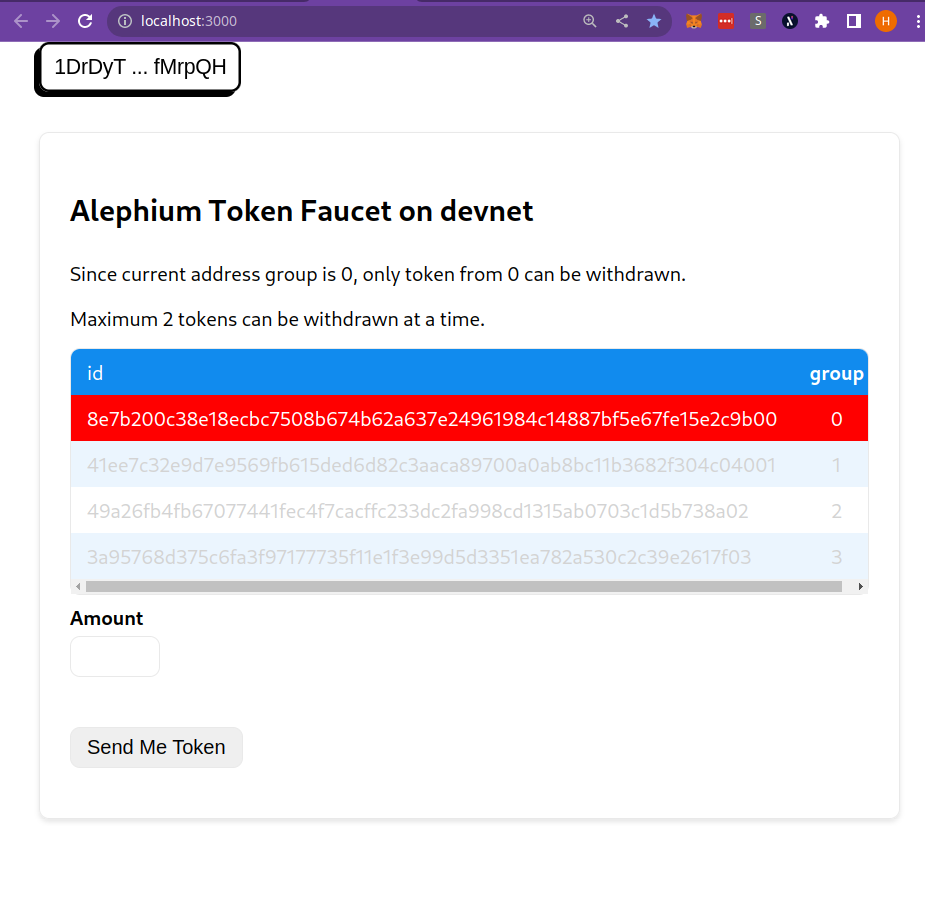 localhost:3000
S
H
1DrDyT ... fMrpQH
Alephium Token Faucet on devnet
Since current address group is 0, only token from 0 can be withdrawn.
Maximum 2 tokens can be withdrawn at a time.
id group
8e7b200c38e18ecbc7508b674b62a637e24961984c14887bf5e67fe15e2c9b00 0
41ee7c32e9d7e9569fb615ded6d82c3aaca89700a0ab8bc11b3682f304c04001 1
49a26fb4fb67077441fec4f7cacffc233dc2fa998cd1315ab0703c1d5b738a02 2
3a95768d375c6fa3f97177735f11e1f3e99d5d3351ea782a530c2c39e2617f03 3
Amount
Send Me Token